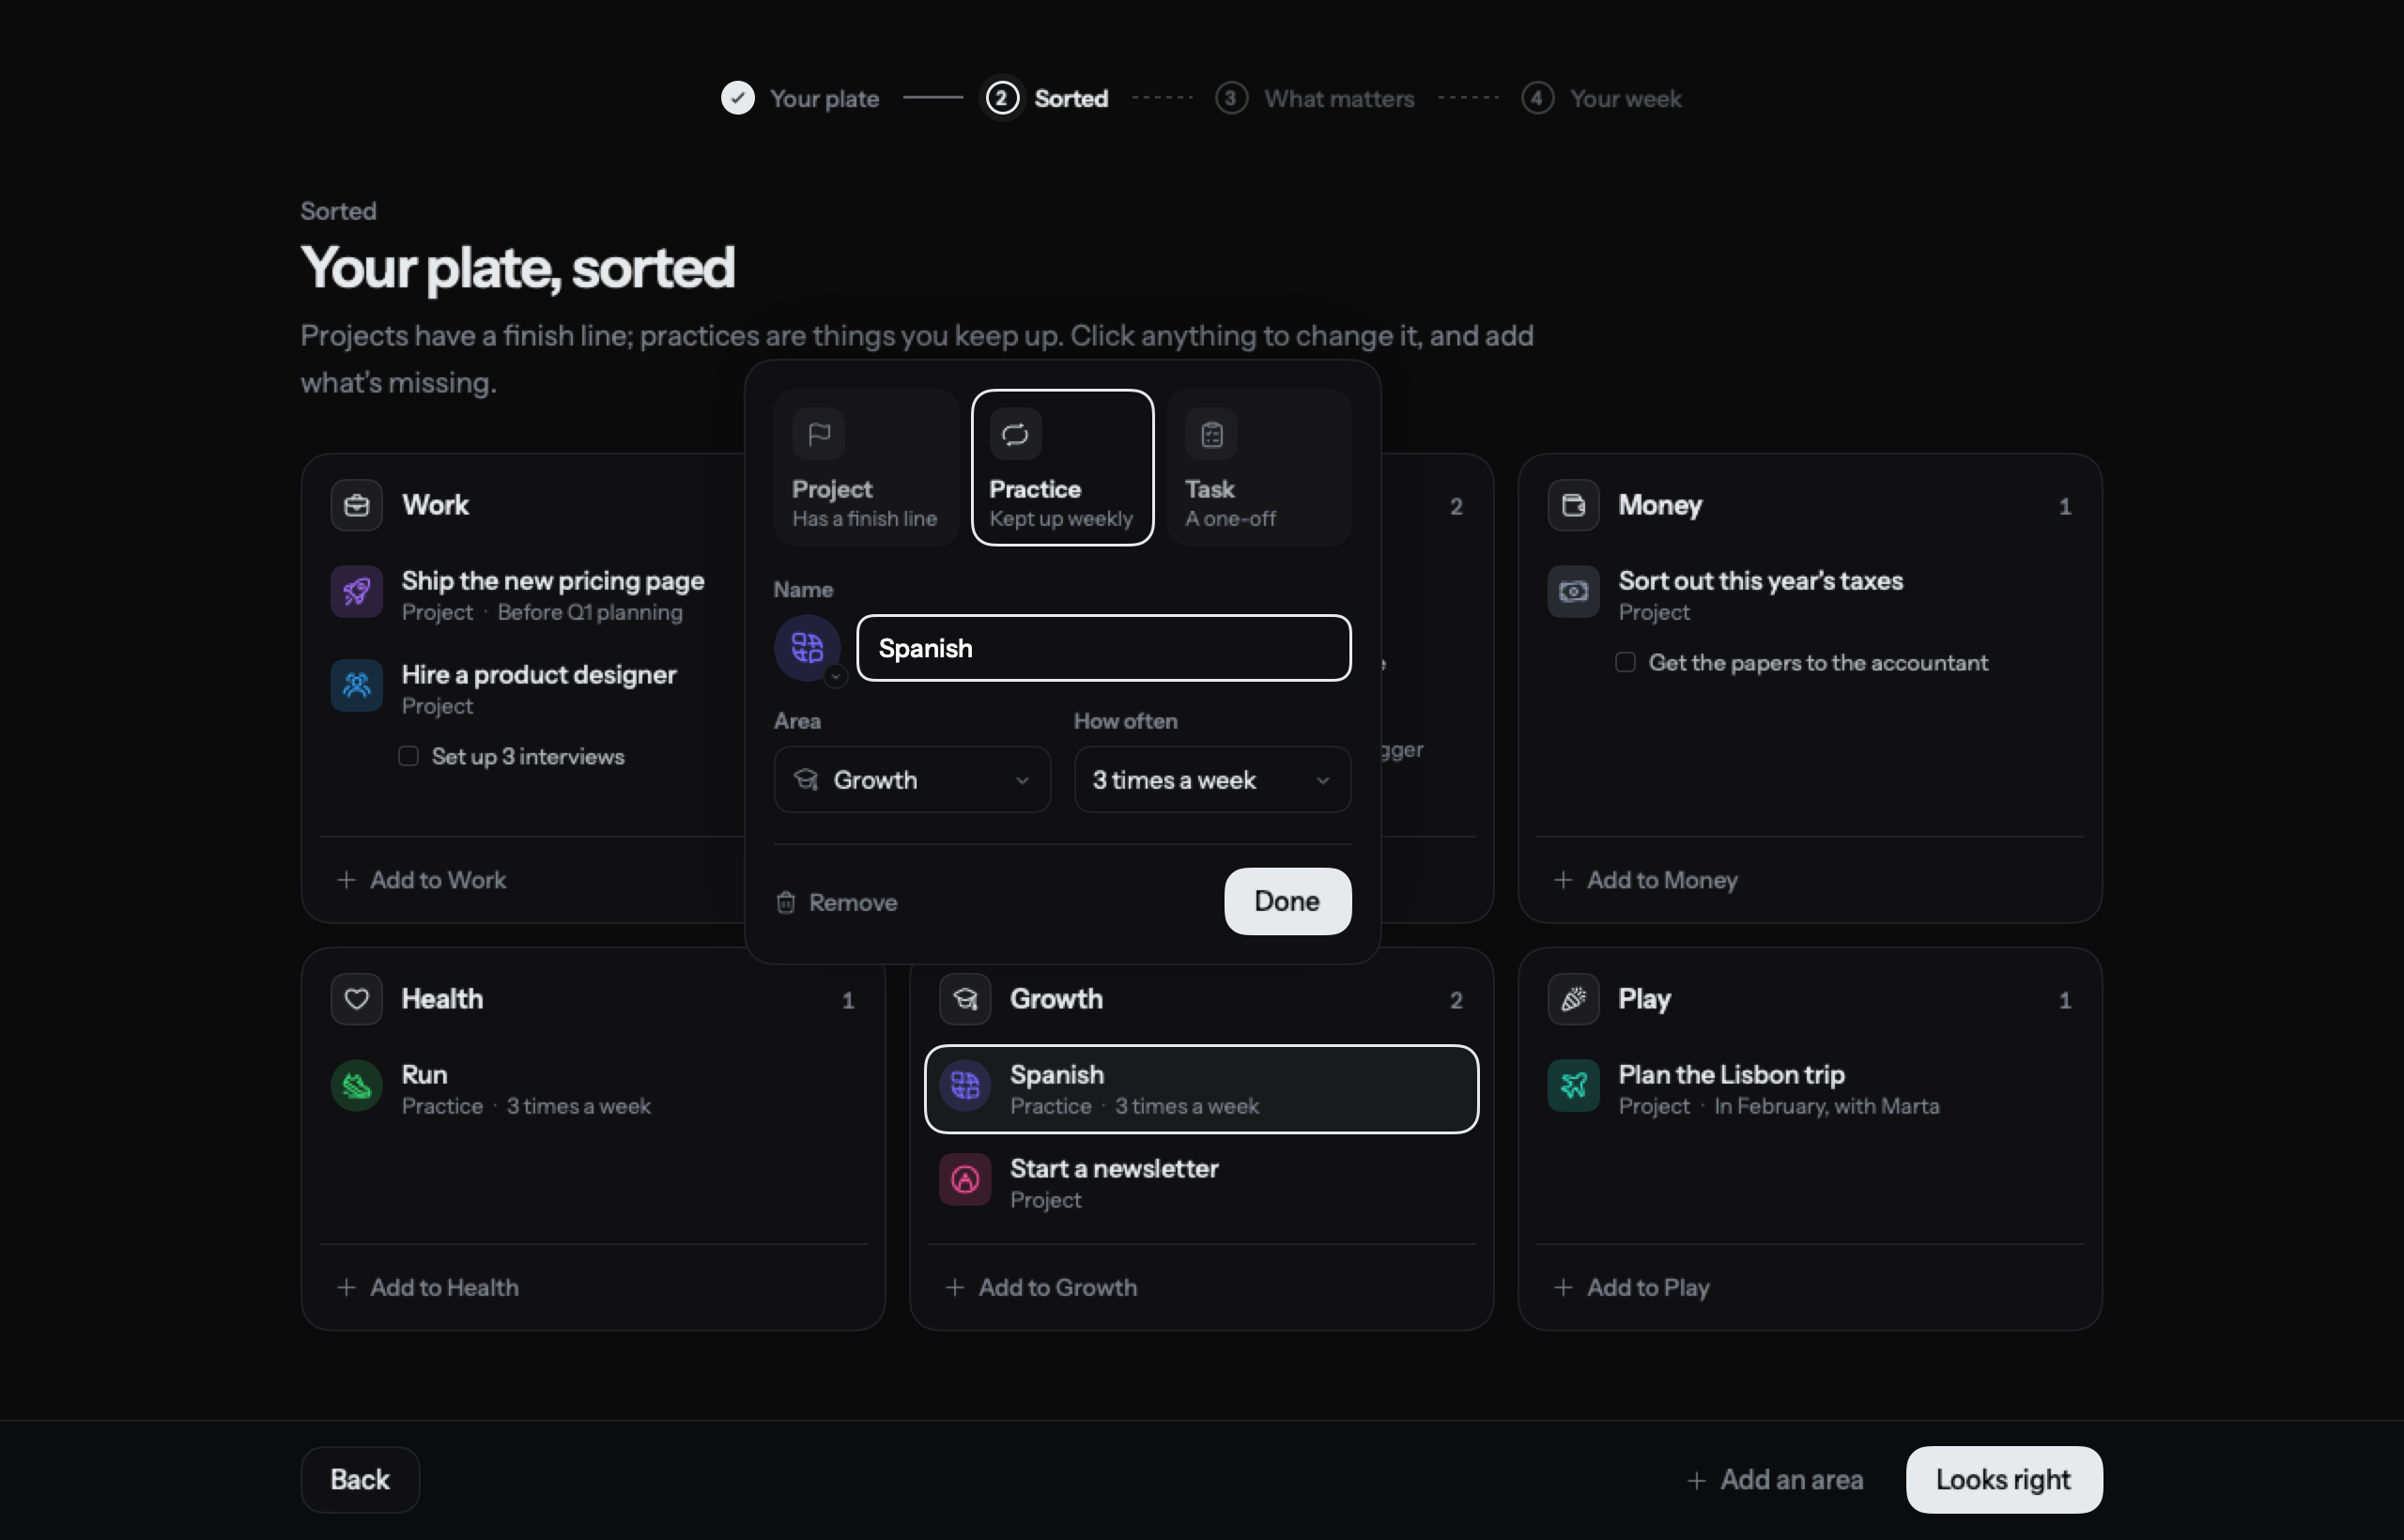 Your plate
2 Sorted
3 What matters
4 Your week
Sorted
Your plate, sorted
Projects have a finish line; practices are things you keep up. Click anything to change it, and add
what's missing.
Project
Has a finish line
Practice
Kept up weekly
Task
A one-off
Name
Spanish
Area
How often
Growth
3 times a week
Remove
Done
Work
Ship the new pricing page
Project · Before Q1 planning
Hire a product designer
Project
Set up 3 interviews
Add to Work
2
Money
1
Sort out this year's taxes
Project
Get the papers to the accountant
Add to Money
Health
1
Run
Practice · 3 times a week
Add to Health
Growth
2
Spanish
Practice · 3 times a week
Start a newsletter
Project
Add to Growth
Play
1
Plan the Lisbon trip
Project · In February, with Marta
Add to Play
Back
Add an area
Looks right